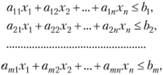 a₁₁x₁ + a₁₂x₂ + ... + a₁ₙxₙ ≤ b₁,
a₂₁x₁ + a₂₂x₂ + ... + a₂ₙxₙ ≤ b₂,
................................................
aₘ₁x₁ + aₘ₂x₂ + ... + aₘₙxₙ ≤ bₘ,